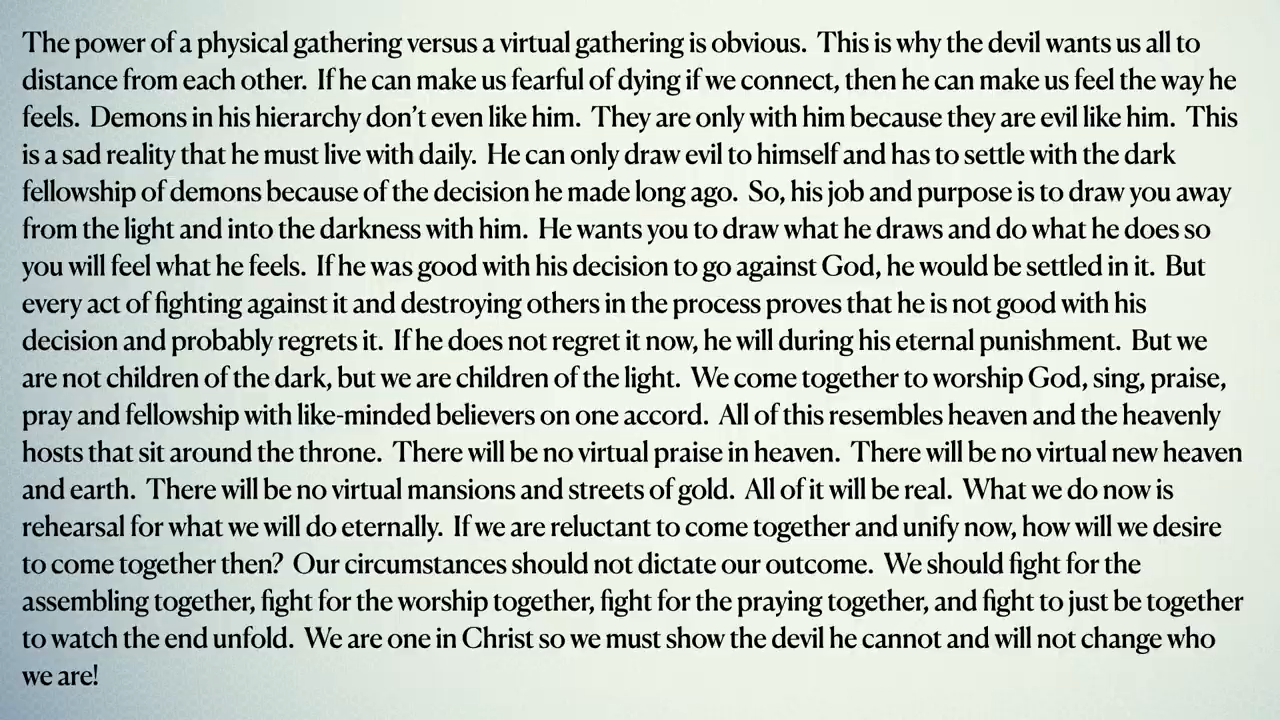 The power of a physical gathering versus a virtual gathering is obvious.  This is why the devil wants us all to
distance from each other.  If he can make us fearful of dying if we connect, then he can make us feel the way he
feels.  Demons in his hierarchy don’t even like him.  They are only with him because they are evil like him.  This
is a sad reality that he must live with daily.  He can only draw evil to himself and has to settle with the dark
fellowship of demons because of the decision he made long ago.  So, his job and purpose is to draw you away
from the light and into the darkness with him.  He wants you to draw what he draws and do what he does so
you will feel what he feels.  If he was good with his decision to go against God, he would be settled in it.  But
every act of fighting against it and destroying others in the process proves that he is not good with his
decision and probably regrets it.  If he does not regret it now, he will during his eternal punishment.  But we
are not children of the dark, but we are children of the light.  We come together to worship God, sing, praise,
pray and fellowship with like-minded believers on one accord.  All of this resembles heaven and the heavenly
hosts that sit around the throne.  There will be no virtual praise in heaven.  There will be no virtual new heaven
and earth.  There will be no virtual mansions and streets of gold.  All of it will be real.  What we do now is
rehearsal for what we will do eternally.  If we are reluctant to come together and unify now, how will we desire
to come together then?  Our circumstances should not dictate our outcome.  We should fight for the
assembling together, fight for the worship together, fight for the praying together, and fight to just be together
to watch the end unfold.  We are one in Christ so we must show the devil he cannot and will not change who
we are!